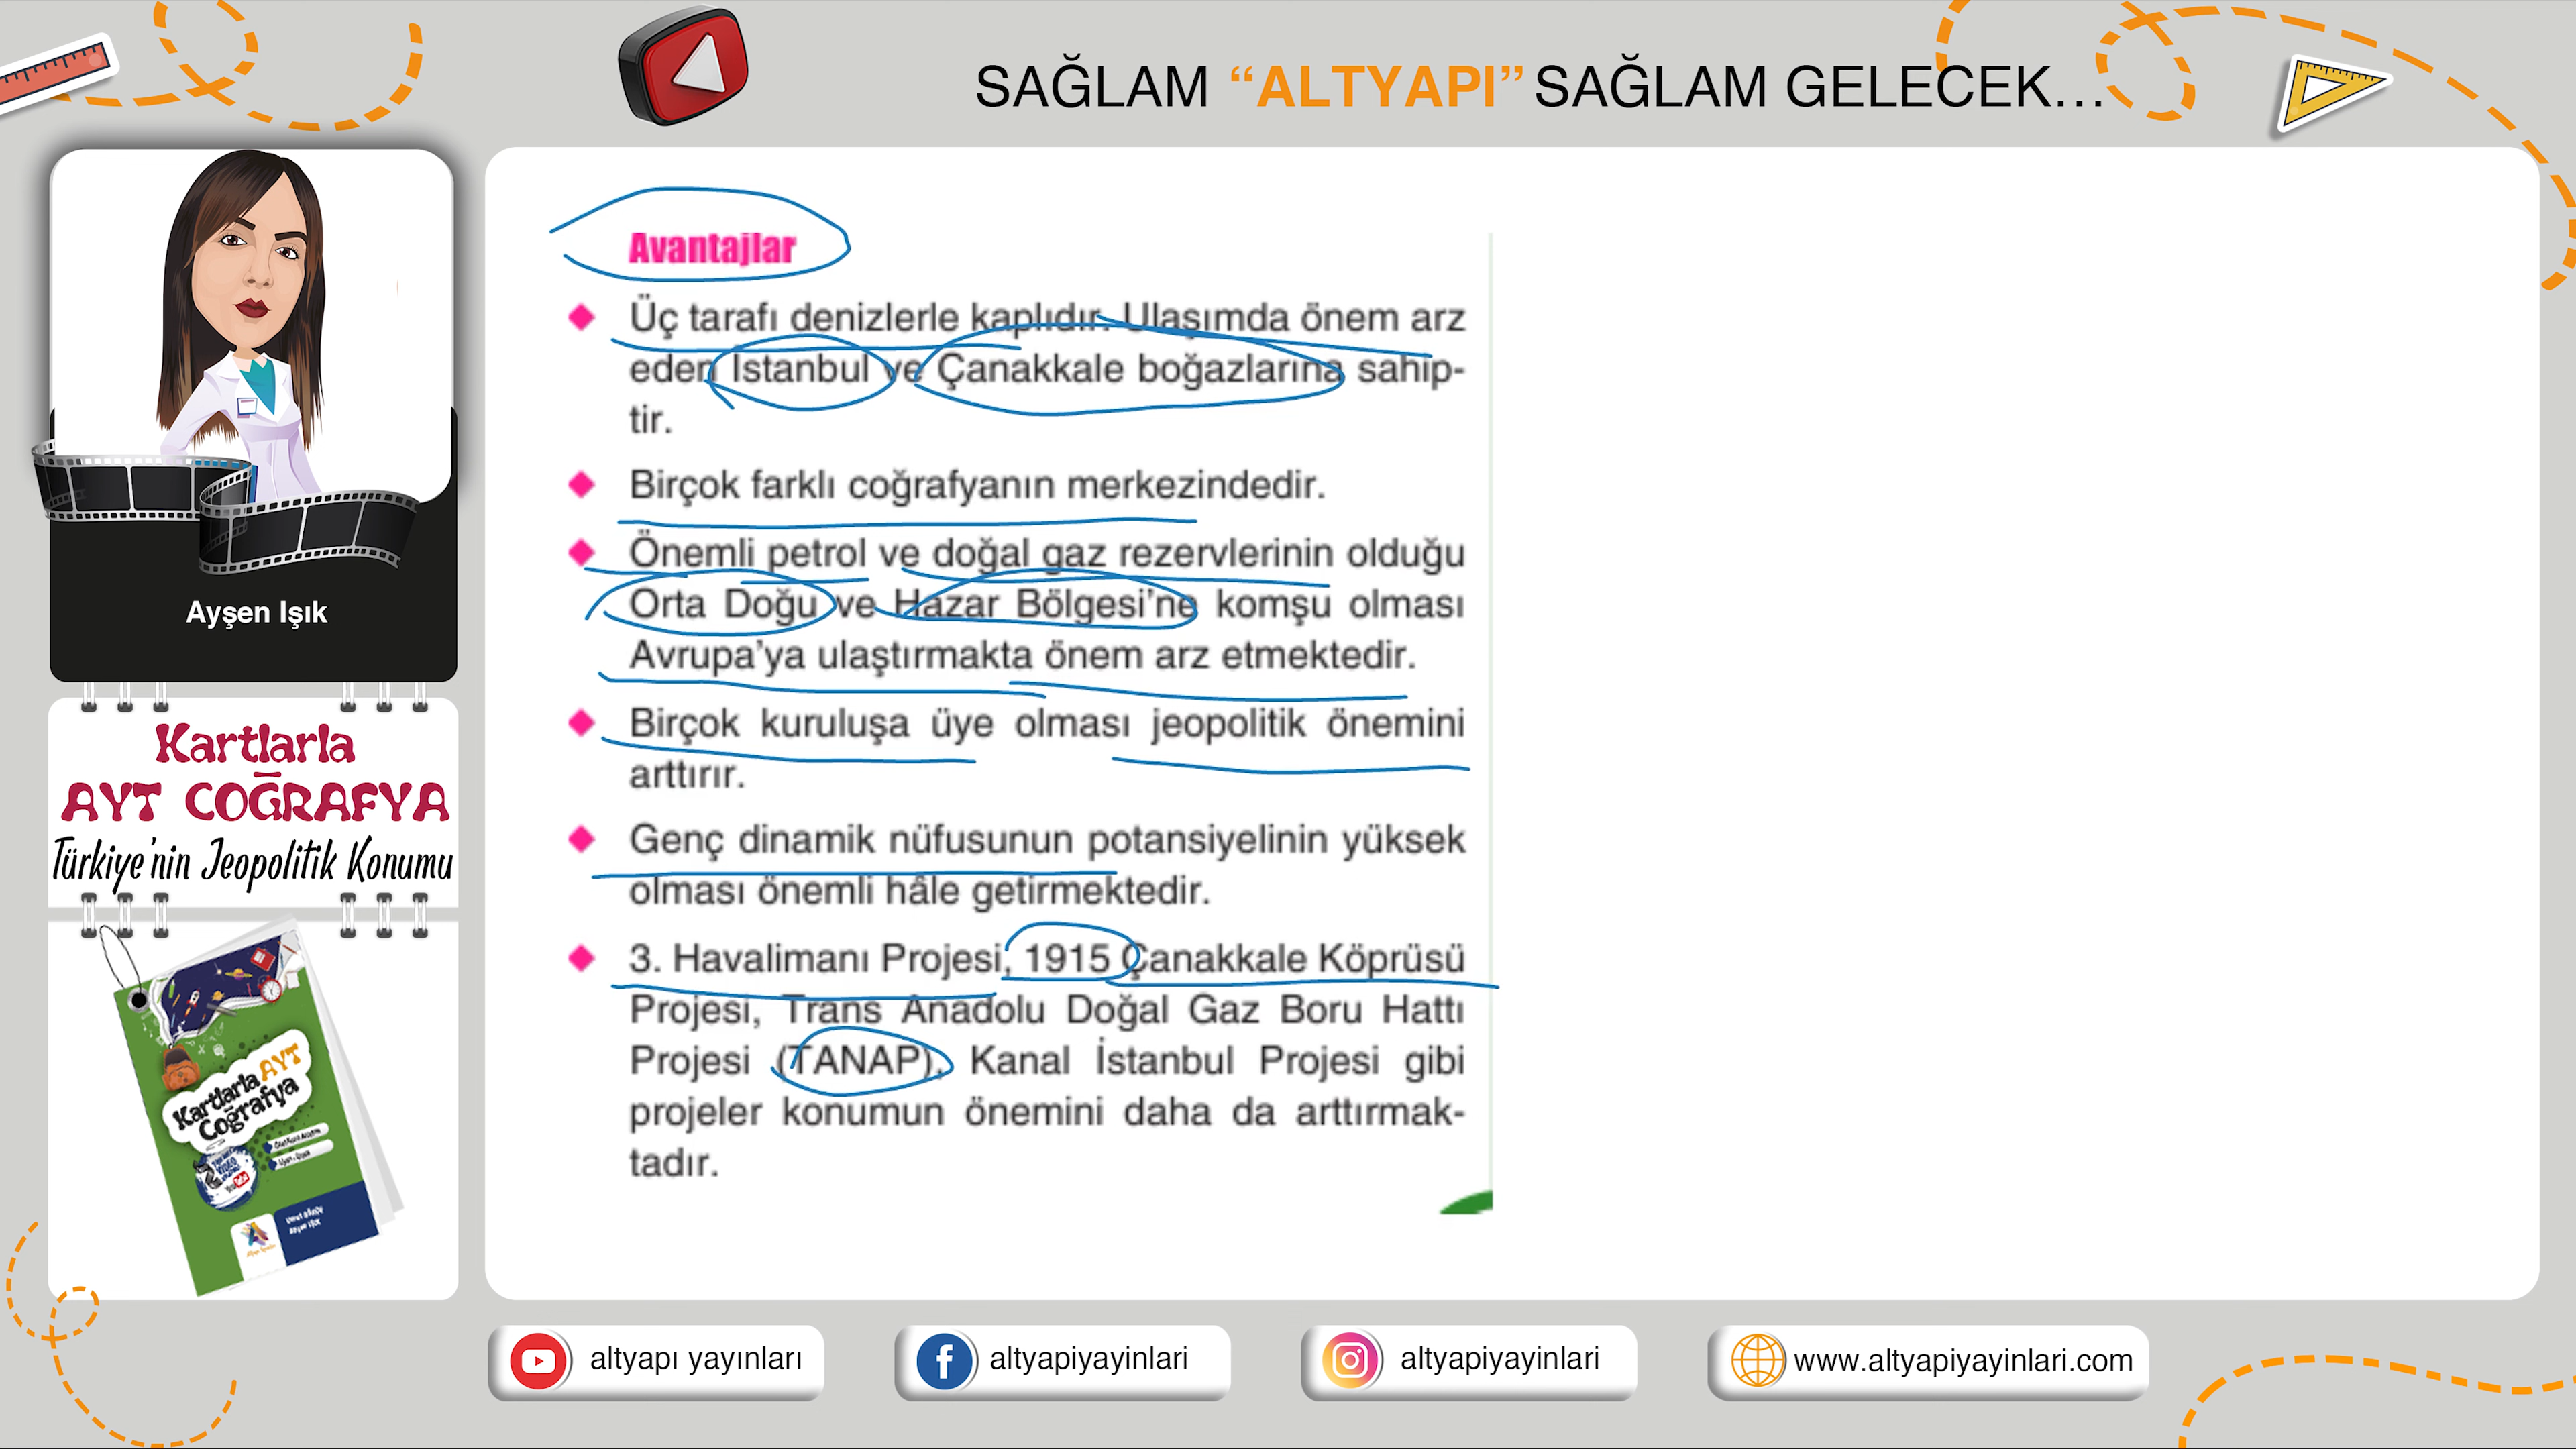 SAĞLAM “ALTYAPI” SAĞLAM GELECEK...
Ayşen Işık
Kartlarla
AYT COĞRAFYA
Türkiye'nin Jeopolitik Konumu
Kartlarla AYT
Coğrafya
Avantajlar
Üç tarafı denizlerle kaplıdır. Ulaşımda önem arz
eden İstanbul ve Çanakkale boğazlarına sahip-
tir.
Birçok farklı coğrafyanın merkezindedir.
Önemli petrol ve doğal gaz rezervlerinin olduğu
Orta Doğu ve Hazar Bölgesi'ne komşu olması
Avrupa'ya ulaştırmakta önem arz etmektedir.
Birçok kuruluşa üye olması jeopolitik önemini
arttırır.
Genç dinamik nüfusunun potansiyelinin yüksek
olması önemli hâle getirmektedir.
3. Havalimanı Projesi, 1915 Çanakkale Köprüsü
Projesi, Trans Anadolu Doğal Gaz Boru Hattı
Projesi (TANAP), Kanal İstanbul Projesi gibi
projeler konumun önemini daha da arttırmak-
tadır.
altyapı yayınları
altyapiyayinlari
altyapiyayinlari
www.altyapiyayinlari.com